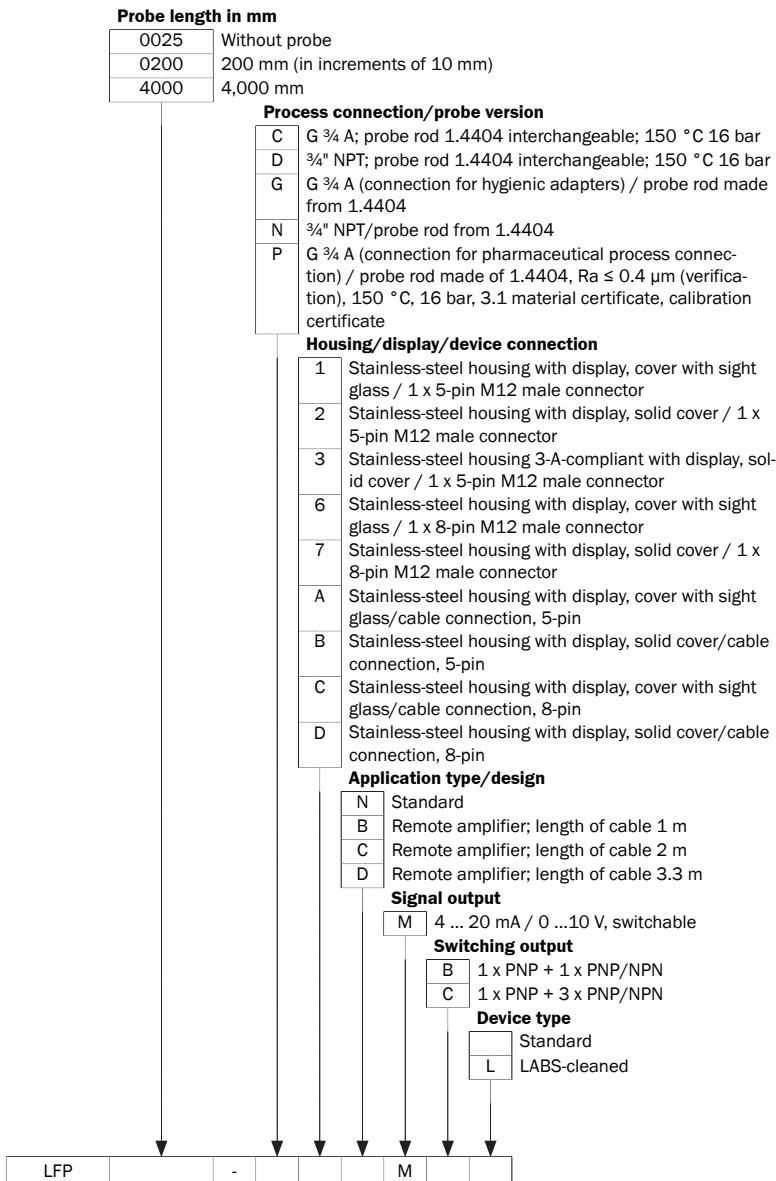 Probe length in mm
0025 Without probe
0200 200 mm (in increments of 10 mm)
4000 4,000 mm
Process connection/probe version
C G ¾ A; probe rod 1.4404 interchangeable; 150 °C 16 bar
D ¾" NPT; probe rod 1.4404 interchangeable; 150 °C 16 bar
G G ¾ A (connection for hygienic adapters) / probe rod made
from 1.4404
N ¾" NPT/probe rod from 1.4404
P G ¾ A (connection for pharmaceutical process connec-
tion) / probe rod made of 1.4404, Ra ≤ 0.4 µm (verifica-
tion), 150 °C, 16 bar, 3.1 material certificate, calibration
certificate
Housing/display/device connection
1 Stainless-steel housing with display, cover with sight
glass / 1 x 5-pin M12 male connector
2 Stainless-steel housing with display, solid cover / 1 x
5-pin M12 male connector
3 Stainless-steel housing 3-A-compliant with display, sol-
id cover / 1 x 5-pin M12 male connector
6 Stainless-steel housing with display, cover with sight
glass / 1 x 8-pin M12 male connector
7 Stainless-steel housing with display, solid cover / 1 x
8-pin M12 male connector
A Stainless-steel housing with display, cover with sight
glass/cable connection, 5-pin
B Stainless-steel housing with display, solid cover/cable
connection, 5-pin
C Stainless-steel housing with display, cover with sight
glass/cable connection, 8-pin
D Stainless-steel housing with display, solid cover/cable
connection, 8-pin
Application type/design
N Standard
B Remote amplifier; length of cable 1 m
C Remote amplifier; length of cable 2 m
D Remote amplifier; length of cable 3.3 m
Signal output
M 4 ... 20 mA / 0 ...10 V, switchable
Switching output
B 1 x PNP + 1 x PNP/NPN
C 1 x PNP + 3 x PNP/NPN
Device type
Standard
L LABS-cleaned
LFP - M